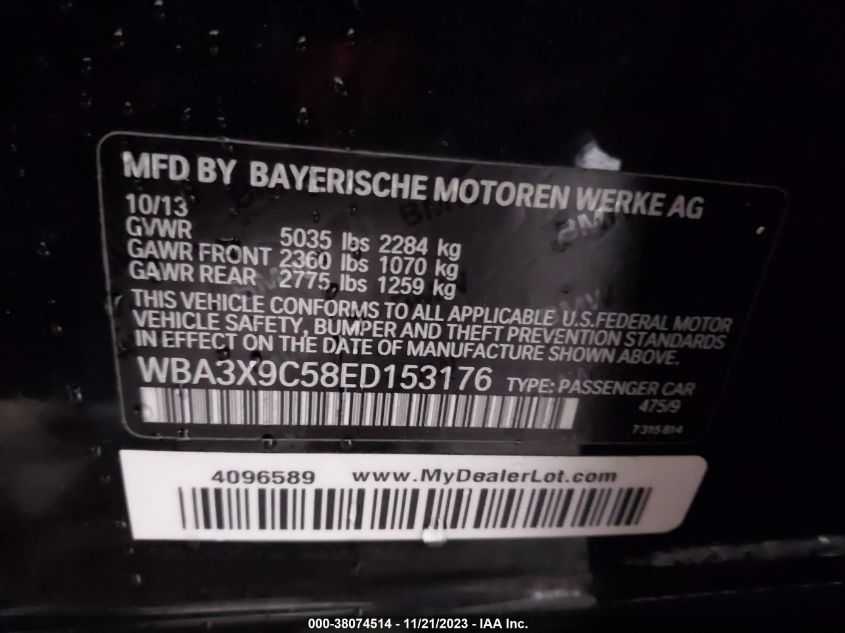 MFD BY BAYERISCHE MOTOREN WERKE AG
10/13
GVWR 5035 lbs 2284 kg
GAWR FRONT 2360 lbs 1070 kg
GAWR REAR 2775 lbs 1259 kg
THIS VEHICLE CONFORMS TO ALL APPLICABLE U.S.FEDERAL MOTOR
VEHICLE SAFETY, BUMPER AND THEFT PREVENTION STANDARDS
IN EFFECT ON THE DATE OF MANUFACTURE SHOWN ABOVE.
WBA3X9C58ED153176 TYPE: PASSENGER CAR
475/9
7 315 814
4096589 www.MyDealerLot.com
000-38074514 - 11/21/2023 - IAA Inc.